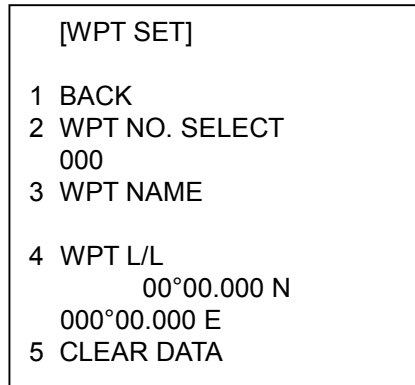 [WPT SET]
1 BACK
2 WPT NO. SELECT
000
3 WPT NAME
4 WPT L/L
00°00.000 N
000°00.000 E
5 CLEAR DATA